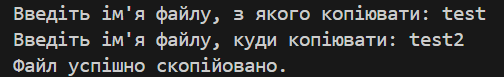 Введіть ім'я файлу, з якого копіювати: test
Введіть ім'я файлу, куди копіювати: test2
Файл успішно скопійовано.